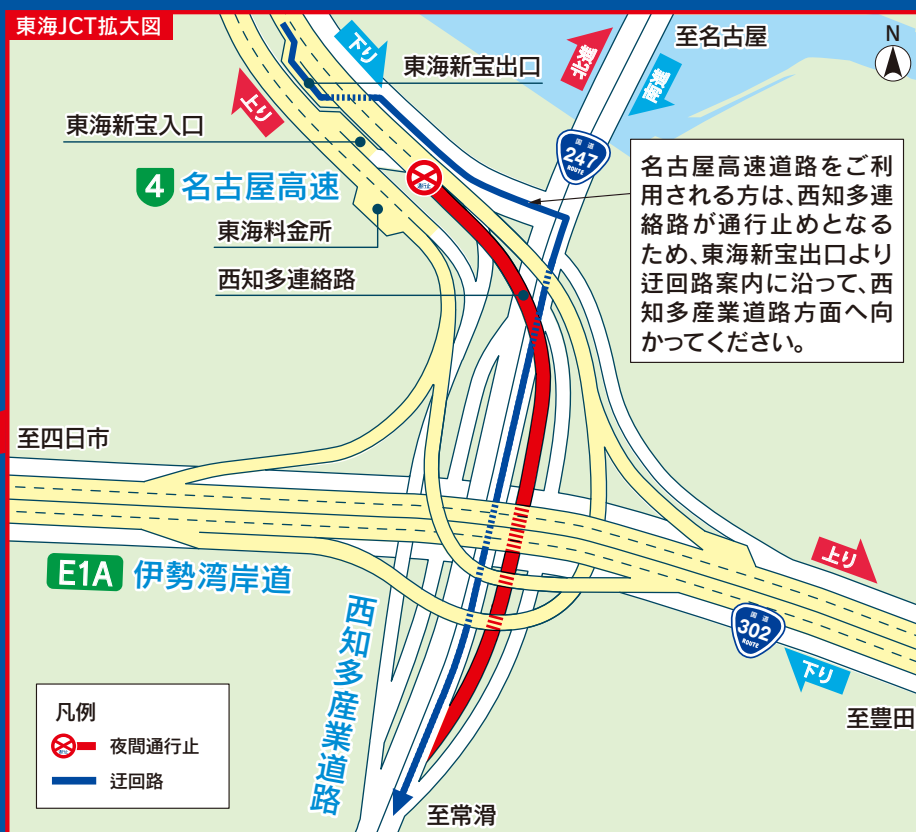 東海JCT拡大図
下り
東海新宝出口
北進
至名古屋
N
南進
上り
東海新宝入口
国道
247
ROUTE
4 名古屋高速
東海料金所
西知多連絡路
名古屋高速道路をご利
用される方は、西知多連
絡路が通行止めとなる
ため、東海新宝出口より
迂回路案内に沿って、西
知多産業道路方面へ向
かってください。
至四日市
E1A 伊勢湾岸道
上り
国道
302
ROUTE
下り
西知多産業道路
至豊田
凡例
夜間通行止
迂回路
至常滑